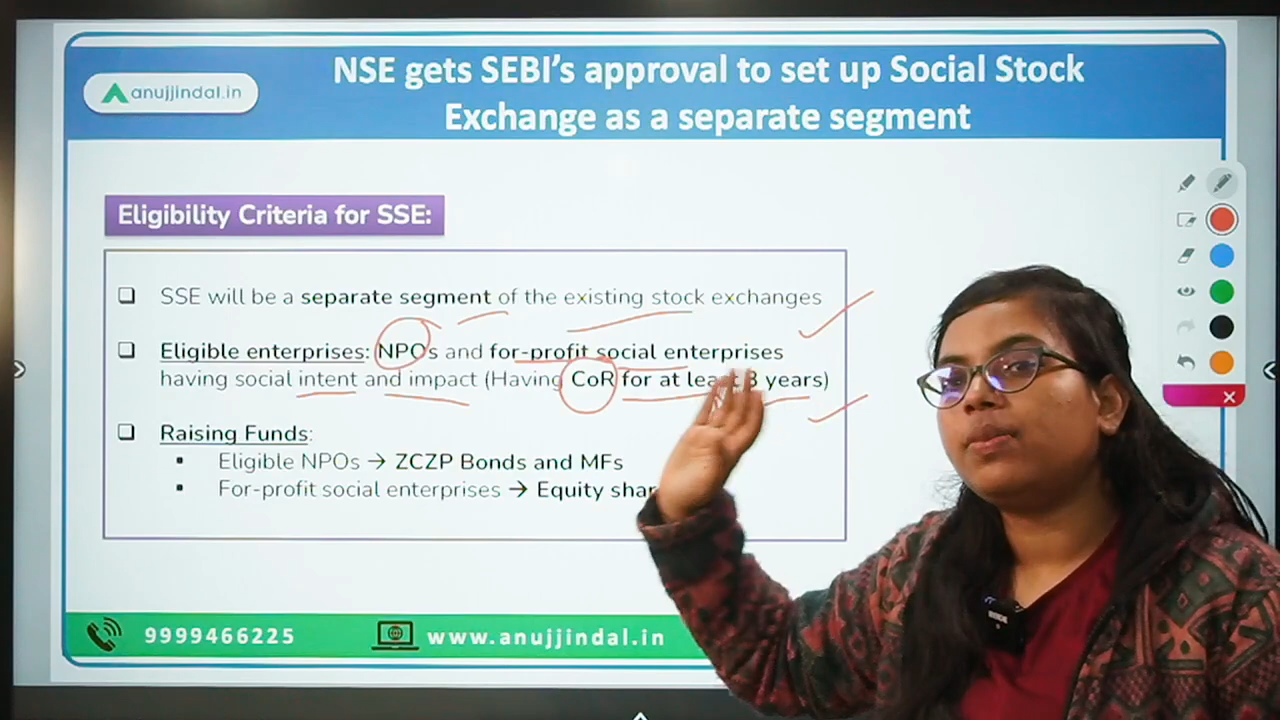 NSE gets SEBI's approval to set up Social Stock
Exchange as a separate segment
anujjindal.in
Eligibility Criteria for SSE:
SSE will be a separate segment of the existing stock exchanges
Eligible enterprises: NPOs and for-profit social enterprises
having social intent and impact (Having CoR for at least 3 years)
Raising Funds:
Eligible NPOs → ZCZP Bonds and MFs
For-profit social enterprises → Equity
9999466225
www.anujjindal.in